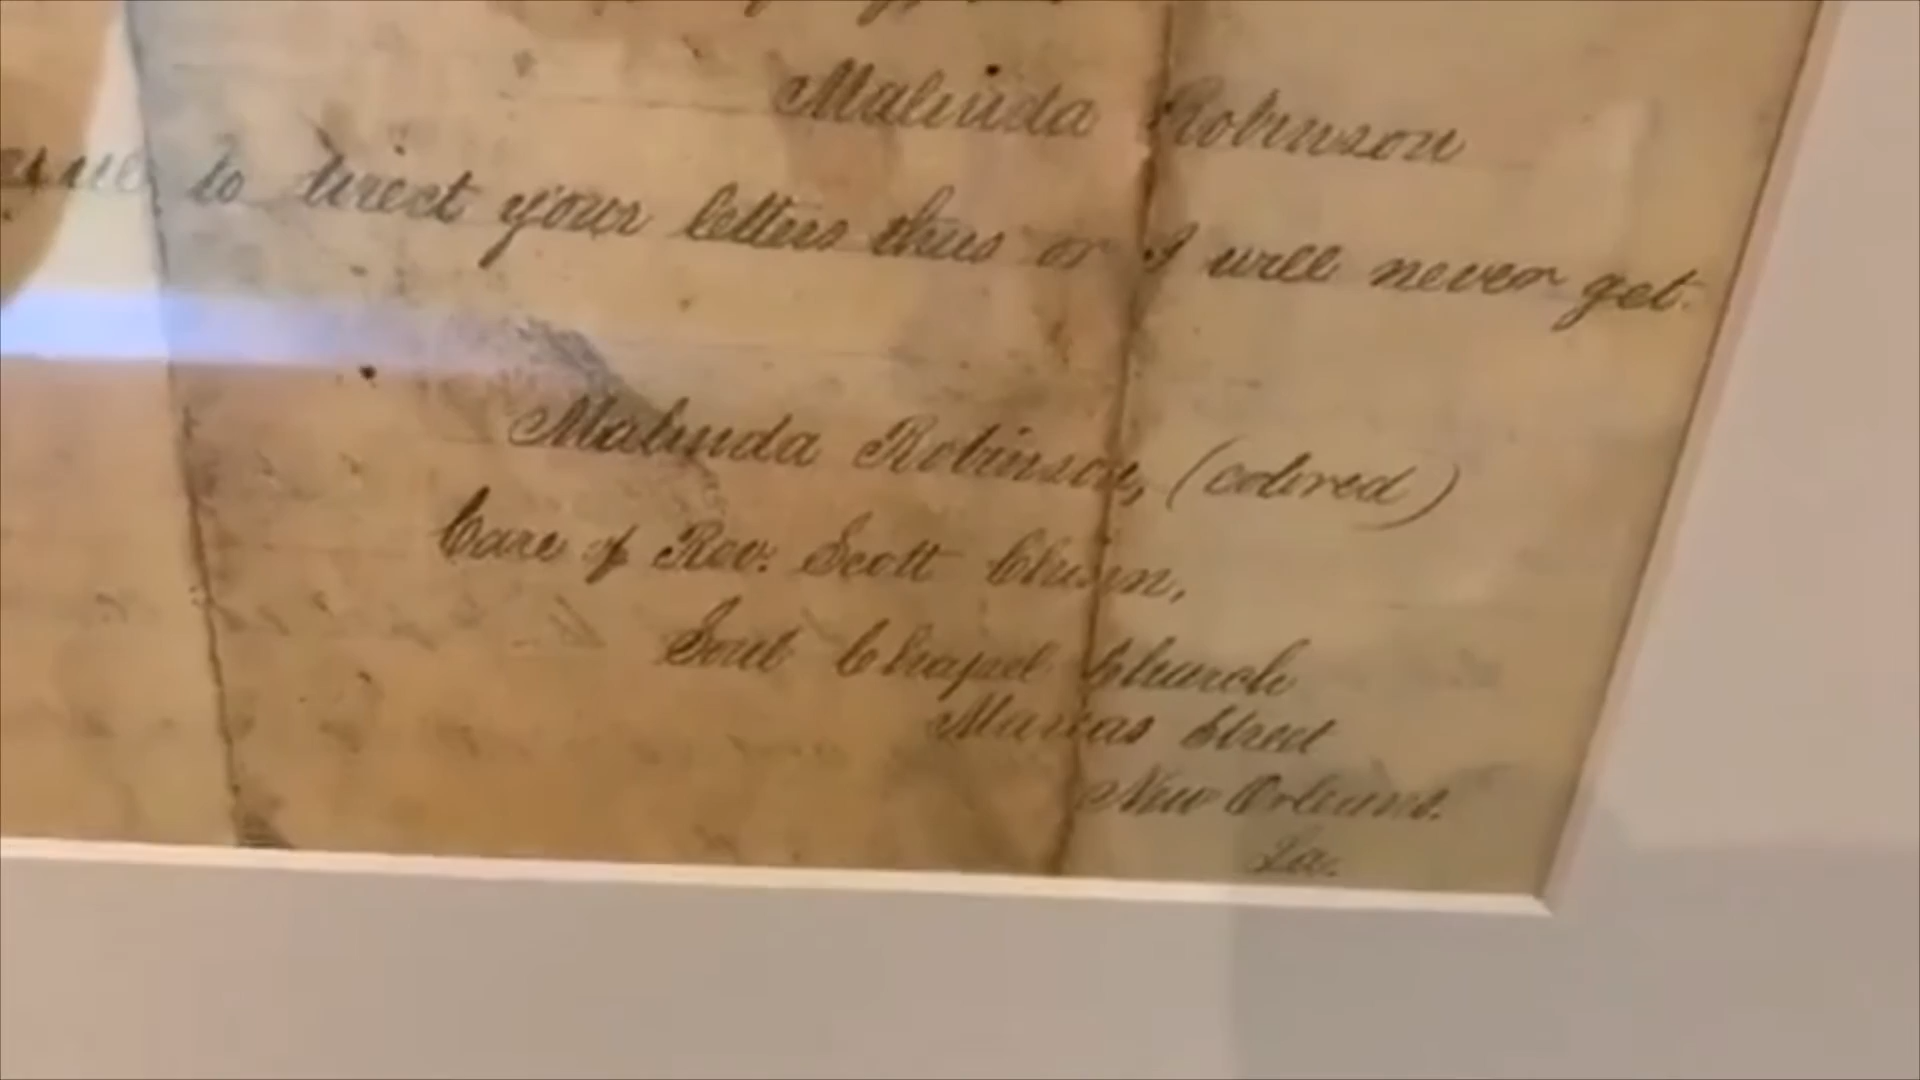 Malinda Robinson
to direct your letters thus or I will never get.
Malinda Robinson, (colored)
Care of Rev. Scott Chinn,
Chapel Church
Marias Street
New Orleans.
La.